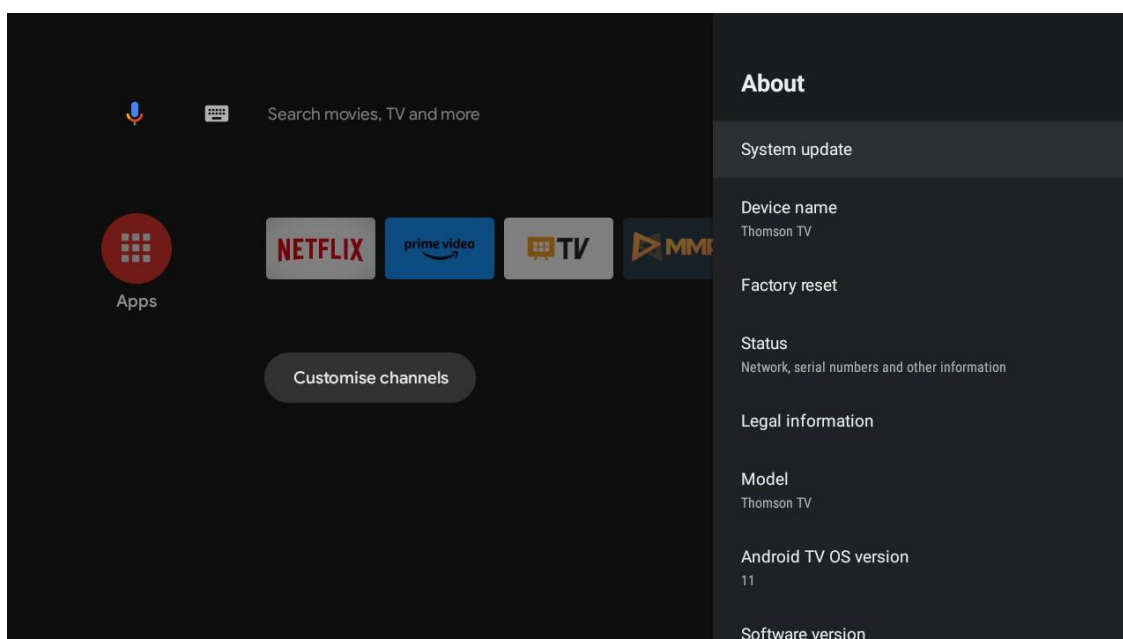 Search movies, TV and more
Apps
NETFLIX
prime video
TV
Customise channels
About
System update
Device name
Thomson TV
Factory reset
Status
Network, serial numbers and other information
Legal information
Model
Thomson TV
Android TV OS version
11
Software version